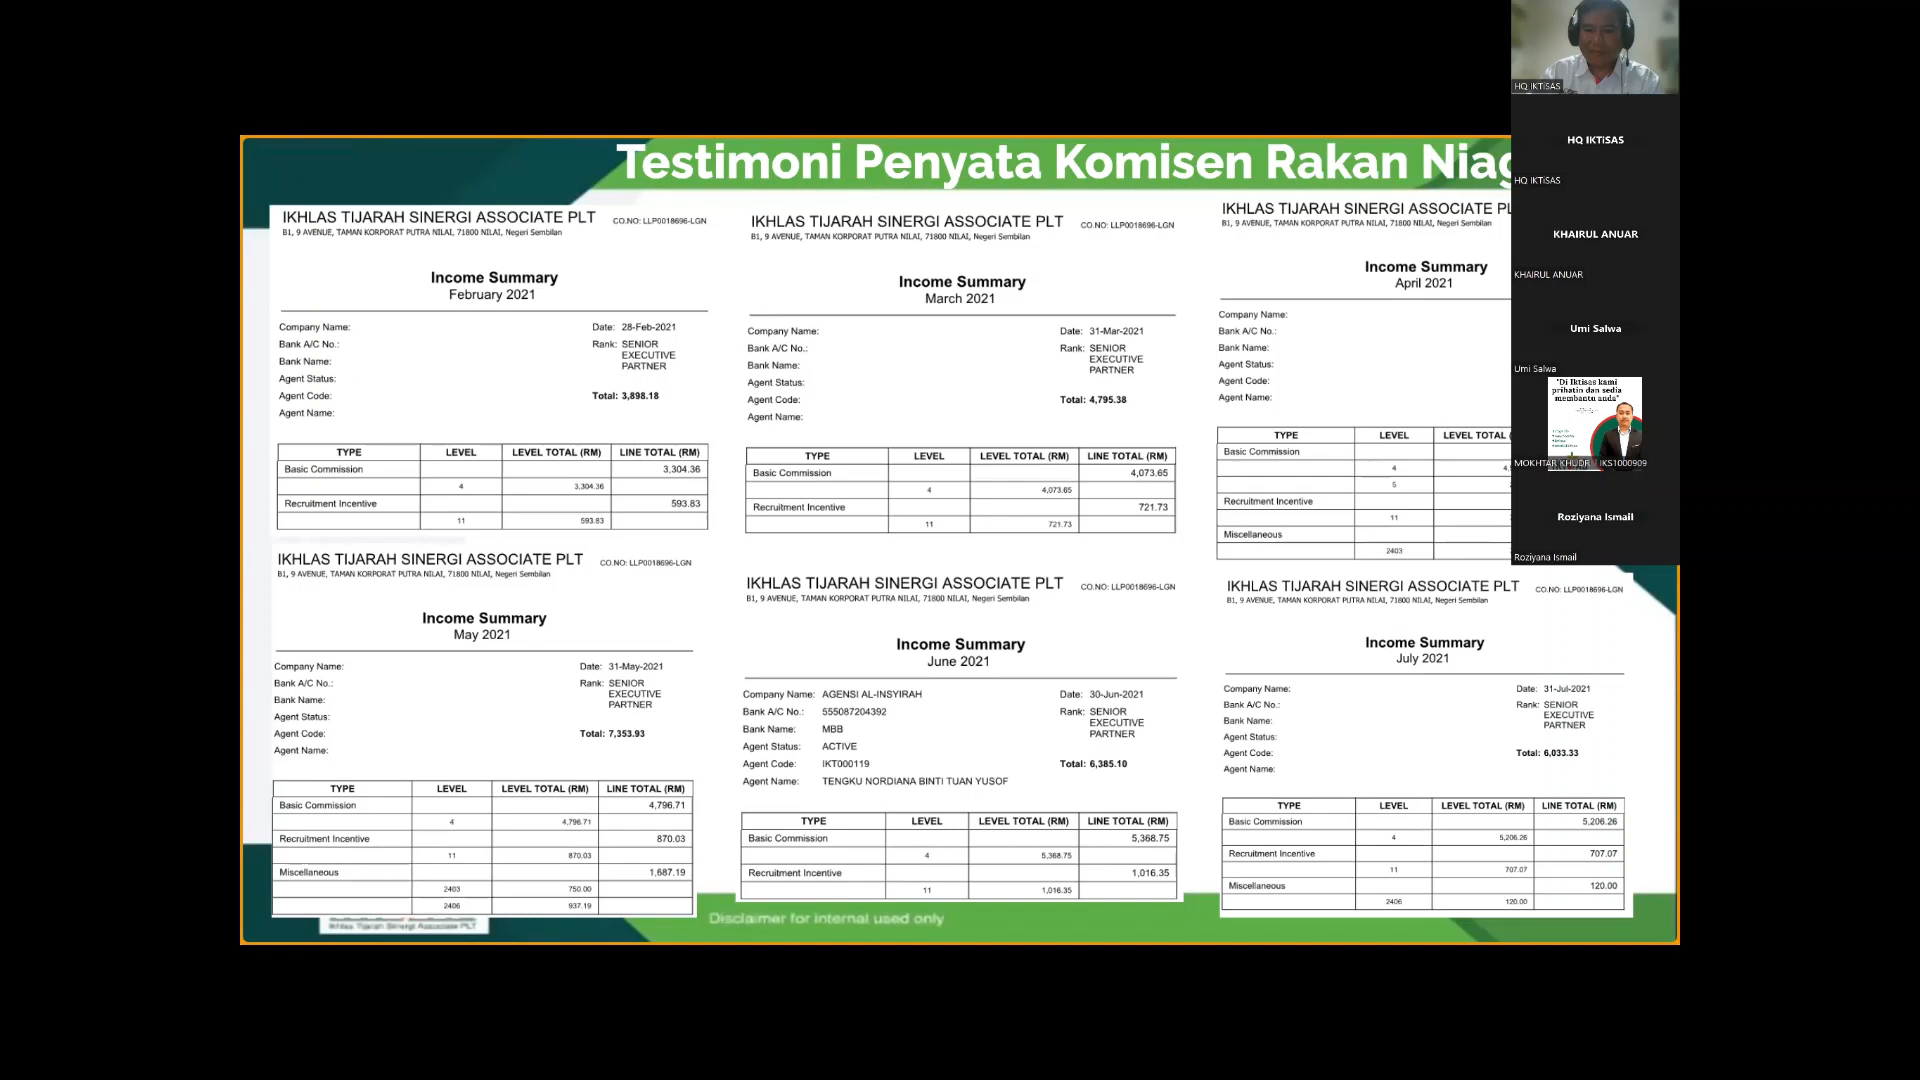 Testimoni Penyata Komisen Rakan Niag
IKHLAS TIJARAH SINERGI ASSOCIATE PLT CO.NO: LLP0018696-LGN
B1, 9 AVENUE, TAMAN KORPORAT PUTRA NILAI, 71800 NILAI, Negeri Sembilan
Income Summary
February 2021
Company Name: Date: 28-Feb-2021
Bank A/C No.: Rank: SENIOR
EXECUTIVE
Bank Name:
PARTNER
Agent Status:
Agent Code: Total: 3,898.18
Agent Name:
TYPE LEVEL LEVEL TOTAL (RM) LINE TOTAL (RM)
Basic Commission 3,304.36
4 3,304.36
Recruitment Incentive 593.83
11 593.83
IKHLAS TIJARAH SINERGI ASSOCIATE PLT CO.NO: LLP0018696-LGN
B1, 9 AVENUE, TAMAN KORPORAT PUTRA NILAI, 71800 NILAI, Negeri Sembilan
Income Summary
March 2021
Company Name: Date: 31-Mar-2021
Bank A/C No.: Rank: SENIOR
EXECUTIVE
Bank Name:
PARTNER
Agent Status:
Agent Code: Total: 4,795.38
Agent Name:
TYPE LEVEL LEVEL TOTAL (RM) LINE TOTAL (RM)
Basic Commission 4,073.65
4 4,073.65
Recruitment Incentive 721.73
11 721.73
IKHLAS TIJARAH SINERGI ASSOCIATE PL
B1, 9 AVENUE, TAMAN KORPORAT PUTRA NILAI, 71800 NILAI, Negeri Sembilan
Income Summary
April 2021
Company Name:
Bank A/C No.:
Bank Name:
Agent Status:
Agent Code:
Agent Name:
TYPE LEVEL LEVEL TOTAL (
Basic Commission
4 4,
5
Recruitment Incentive
11
Miscellaneous
2403
IKHLAS TIJARAH SINERGI ASSOCIATE PLT CO.NO: LLP0018696-LGN
B1, 9 AVENUE, TAMAN KORPORAT PUTRA NILAI, 71800 NILAI, Negeri Sembilan
Income Summary
May 2021
Company Name: Date: 31-May-2021
Bank A/C No.: Rank: SENIOR
EXECUTIVE
Bank Name:
PARTNER
Agent Status:
Agent Code: Total: 7,353.93
Agent Name:
TYPE LEVEL LEVEL TOTAL (RM) LINE TOTAL (RM)
Basic Commission 4,796.71
4 4,796.71
Recruitment Incentive 870.03
11 870.03
Miscellaneous 1,687.19
2403 750.00
2406 937.19
Ikhlas Tijarah Sinergi Associate PLT
IKHLAS TIJARAH SINERGI ASSOCIATE PLT CO.NO: LLP0018696-LGN
B1, 9 AVENUE, TAMAN KORPORAT PUTRA NILAI, 71800 NILAI, Negeri Sembilan
Income Summary
June 2021
Company Name: AGENSI AL-INSYIRAH Date: 30-Jun-2021
Bank A/C No.: 555087204392 Rank: SENIOR
EXECUTIVE
Bank Name: MBB
PARTNER
Agent Status: ACTIVE
Agent Code: IKT000119 Total: 6,385.10
Agent Name: TENGKU NORDIANA BINTI TUAN YUSOF
TYPE LEVEL LEVEL TOTAL (RM) LINE TOTAL (RM)
Basic Commission 5,368.75
4 5,368.75
Recruitment Incentive 1,016.35
11 1,016.35
Disclaimer for internal used only
IKHLAS TIJARAH SINERGI ASSOCIATE PLT CO.NO: LLP0018696-LGN
B1, 9 AVENUE, TAMAN KORPORAT PUTRA NILAI, 71800 NILAI, Negeri Sembilan
Income Summary
July 2021
Company Name: Date: 31-Jul-2021
Bank A/C No.: Rank: SENIOR
EXECUTIVE
Bank Name:
PARTNER
Agent Status:
Agent Code: Total: 6,033.33
Agent Name:
TYPE LEVEL LEVEL TOTAL (RM) LINE TOTAL (RM)
Basic Commission 5,206.26
4 5,206.26
Recruitment Incentive 707.07
11 707.07
Miscellaneous 120.00
2406 120.00
HQ IKTiSAS
HQ IKTiSAS
HQ IKTiSAS
KHAIRUL ANUAR
KHAIRUL ANUAR
Umi Salwa
Umi Salwa
"Di Iktisas kami
prihatin dan sedia
membantu anda"
MOKHTAR KHUDRI IKS1000909
Roziyana Ismail
Roziyana Ismail